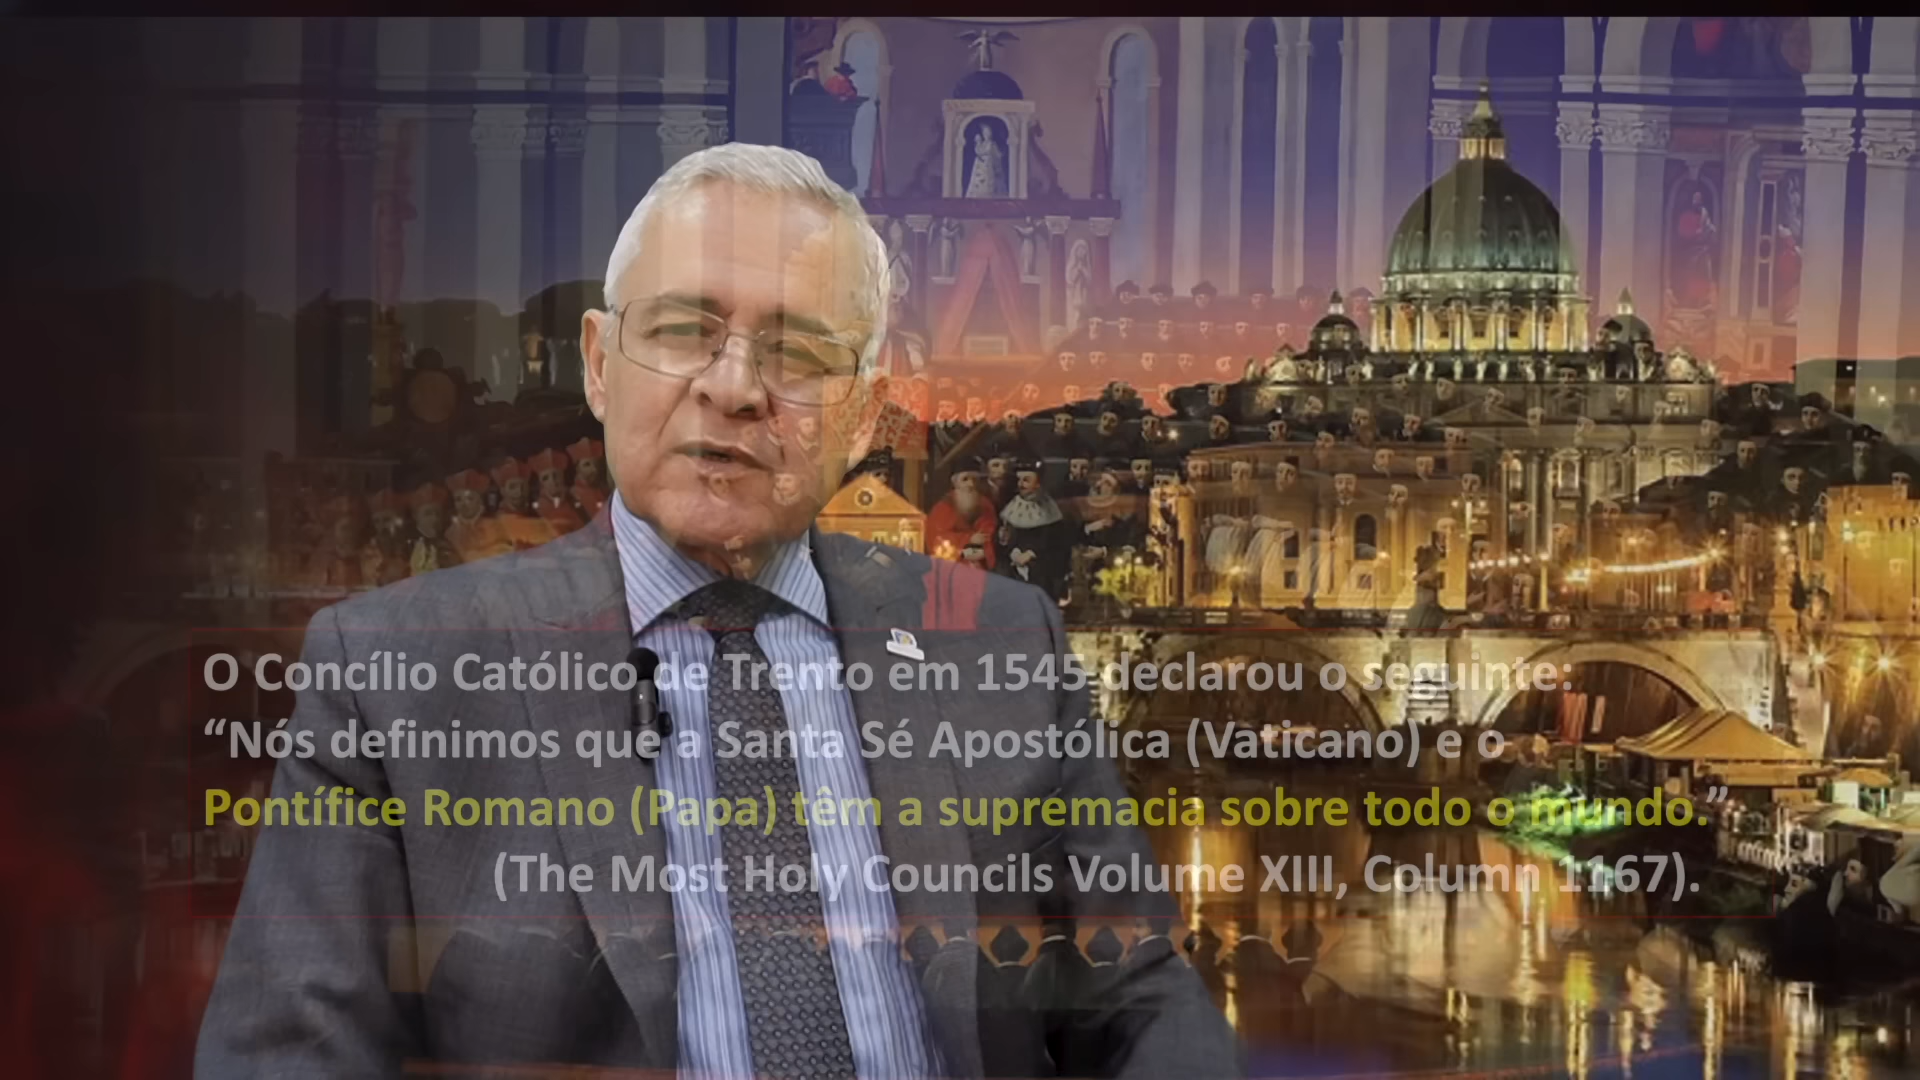 O Concílio Católico de Trento em 1545 declarou o seguinte:
“Nós definimos que a Santa Sé Apostólica (Vaticano) e o
Pontífice Romano (Papa) têm a supremacia sobre todo o mundo.”
(The Most Holy Councils Volume XIII, Column 1167).